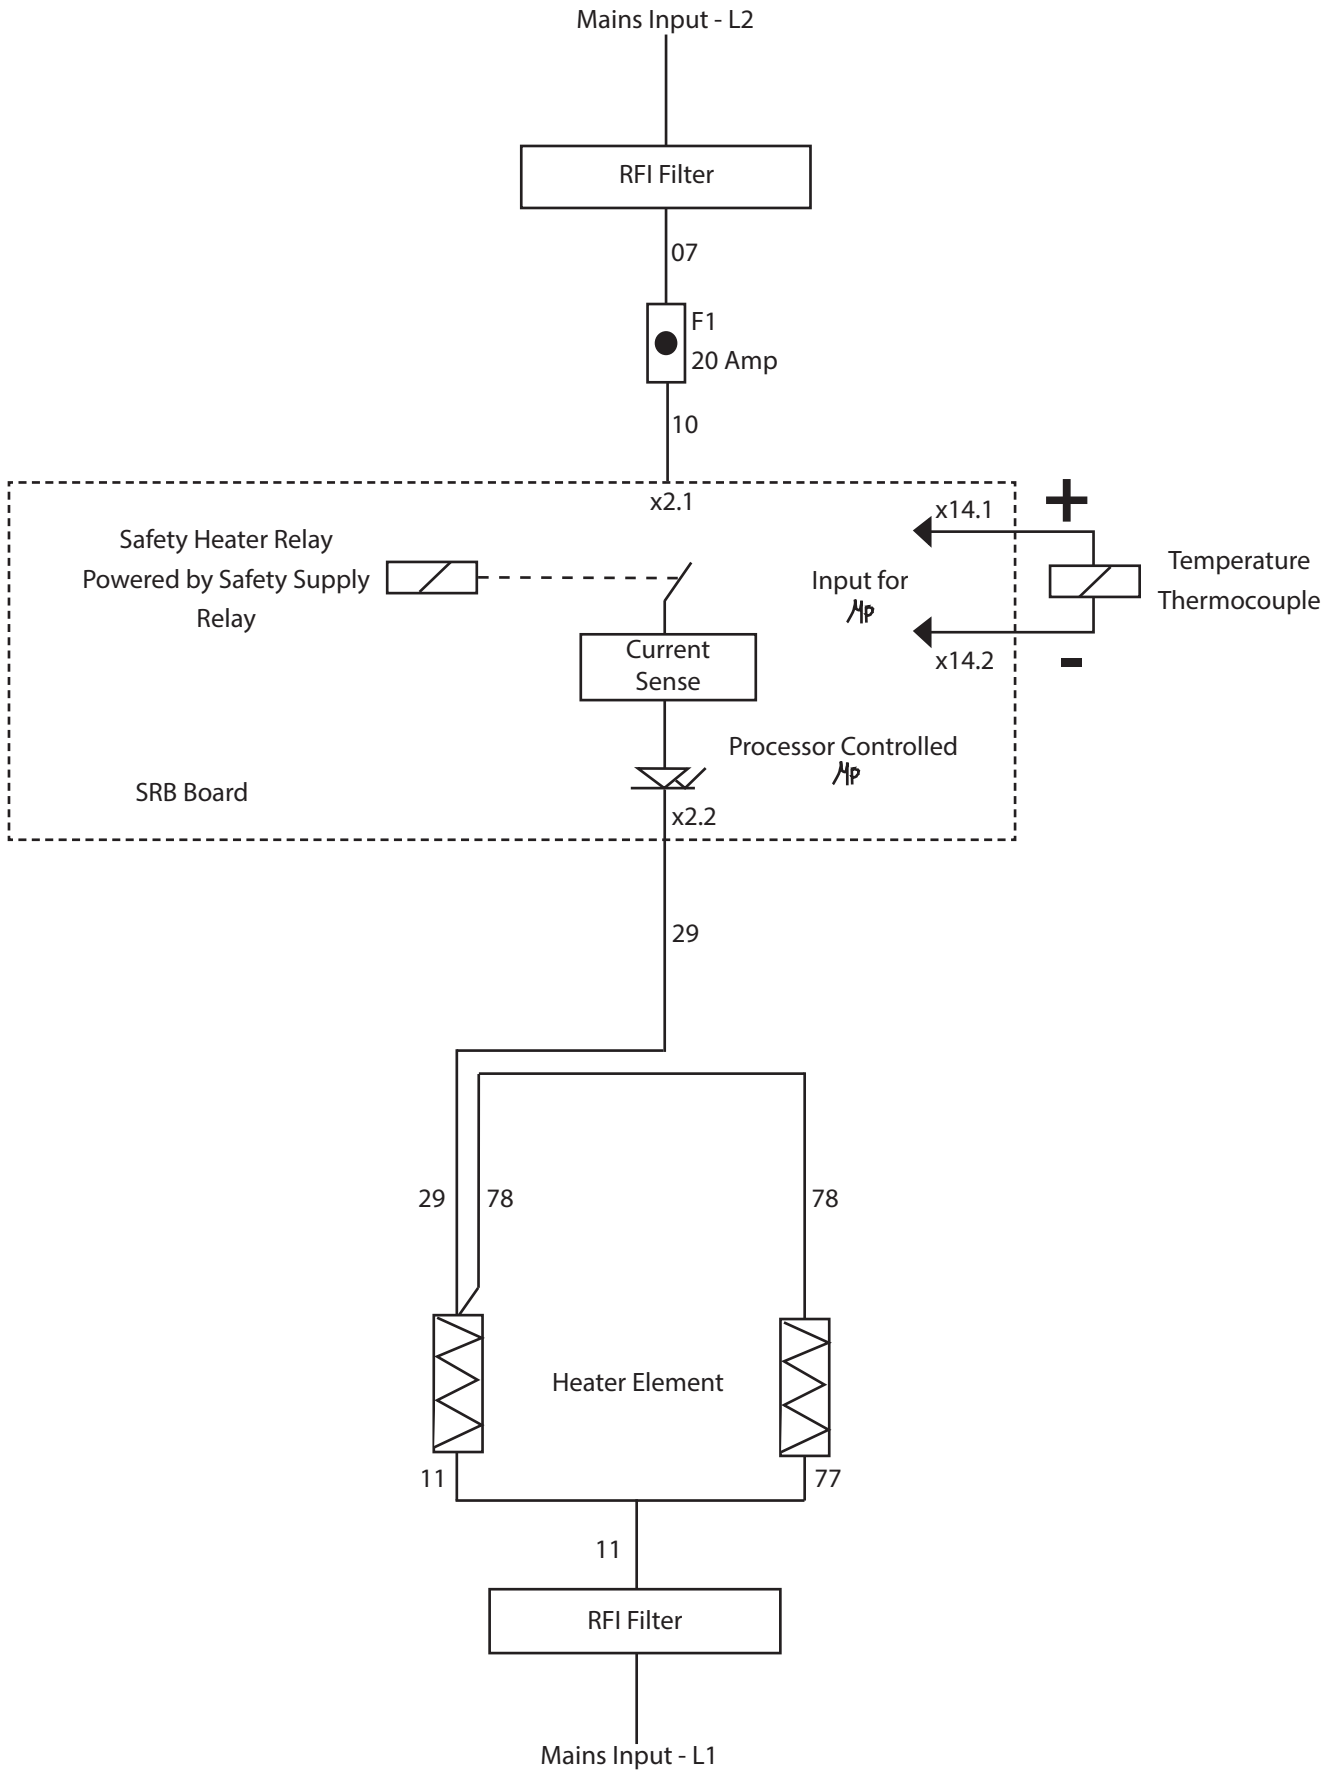 Mains Input - L2
RFI Filter
07
F1
20 Amp
10
x2.1
+
x14.1
Safety Heater Relay
Powered by Safety Supply
Relay
Input for
μp
Temperature
Thermocouple
x14.2
-
Current
Sense
Processor Controlled
μp
SRB Board
x2.2
29
29
78
78
Heater Element
11
77
11
RFI Filter
Mains Input - L1